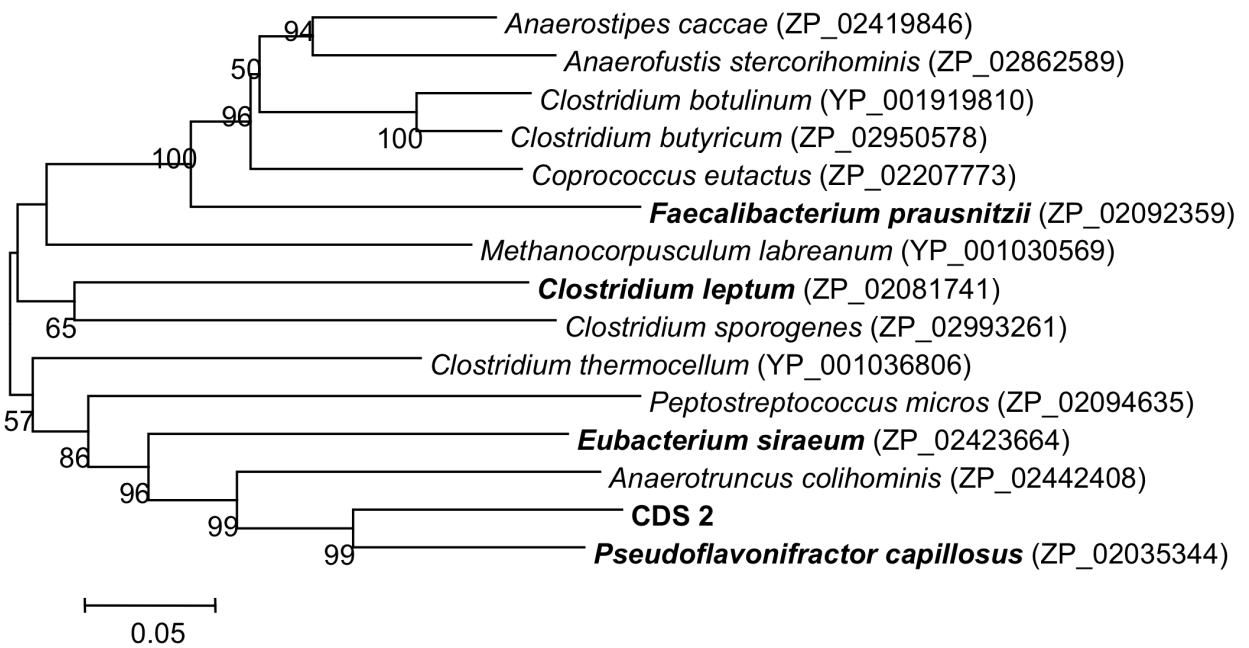 94
Anaerostipes caccae (ZP_02419846)
50
Anaerofustis stercorihominis (ZP_02862589)
Clostridium botulinum (YP_001919810)
96
100
Clostridium butyricum (ZP_02950578)
100
Coprococcus eutactus (ZP_02207773)
Faecalibacterium prausnitzii (ZP_02092359)
Methanocorpusculum labreanum (YP_001030569)
Clostridium leptum (ZP_02081741)
65
Clostridium sporogenes (ZP_02993261)
Clostridium thermocellum (YP_001036806)
57
Peptostreptococcus micros (ZP_02094635)
86
Eubacterium siraeum (ZP_02423664)
96
Anaerotruncus colihominis (ZP_02442408)
99
CDS 2
99
Pseudoflavonifractor capillosus (ZP_02035344)
0.05